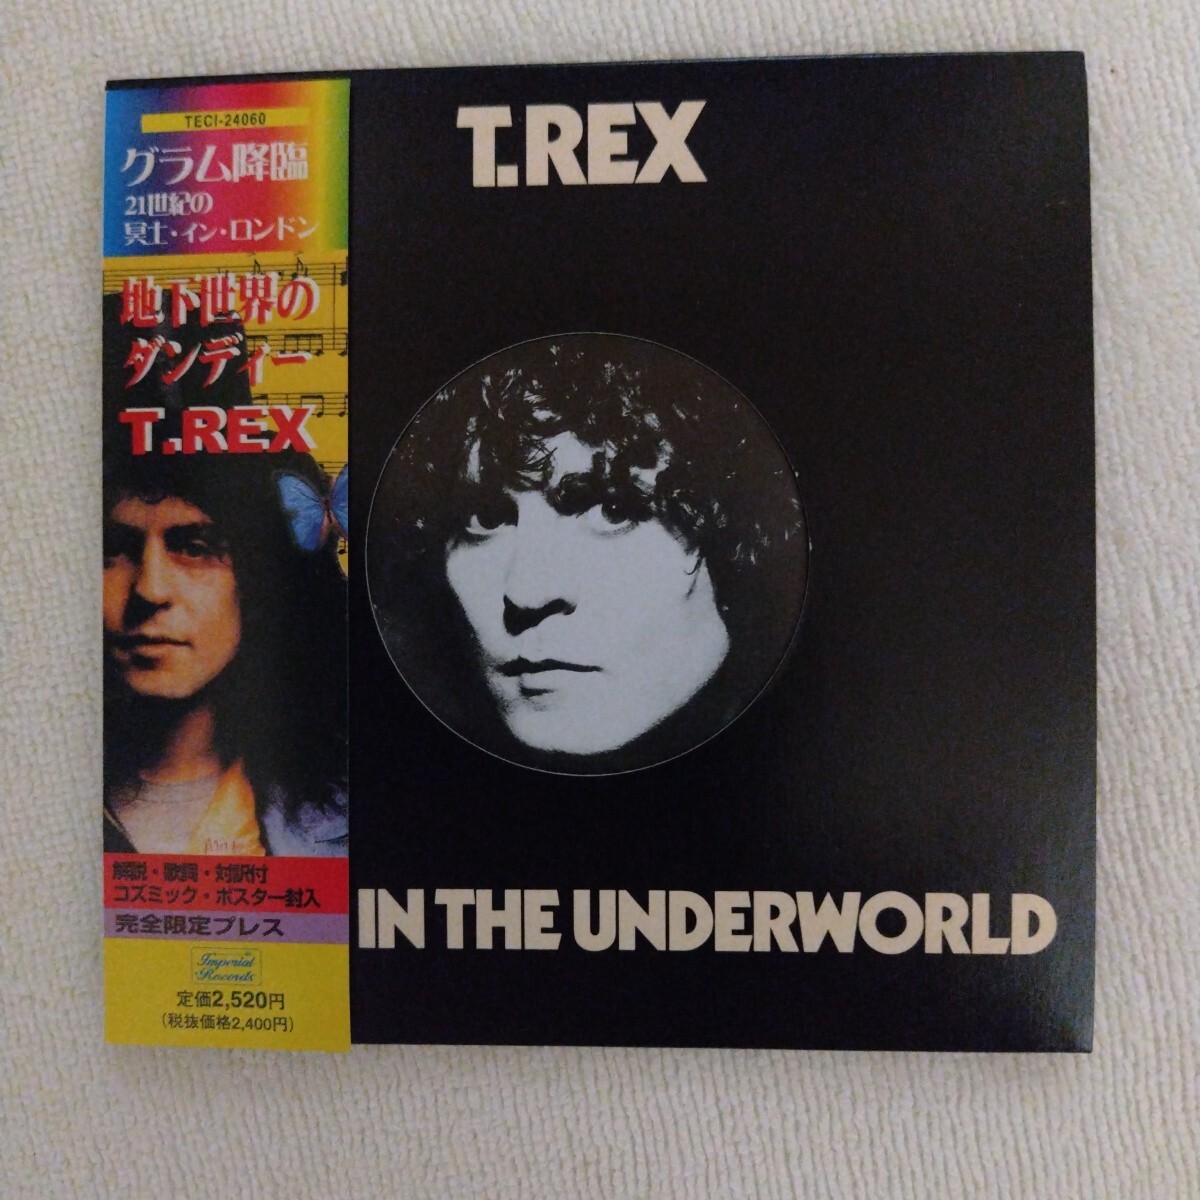 TECI-24060
グラム降臨
21世紀の
冥土・イン・ロンドン
地下世界の
ダンディー
T.REX
解説・歌詞・対訳付
コズミック・ポスター封入
完全限定プレス
Imperial
Records
定価2,520円
(税抜価格2,400円)
T.REX
IN THE UNDERWORLD